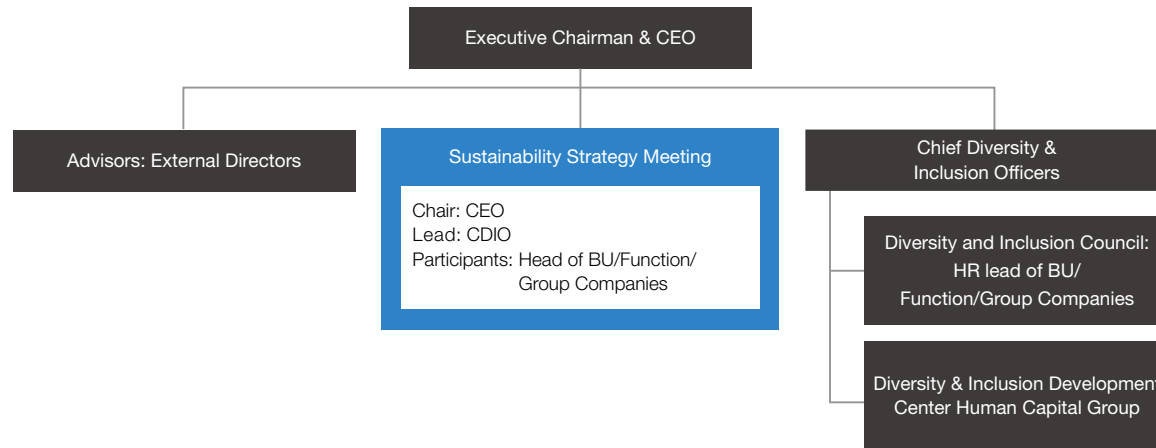 Executive Chairman & CEO
Advisors: External Directors
Sustainability Strategy Meeting
Chair: CEO
Lead: CDIO
Participants: Head of BU/Function/
Group Companies
Chief Diversity &
Inclusion Officers
Diversity and Inclusion Council:
HR lead of BU/
Function/Group Companies
Diversity & Inclusion Development
Center Human Capital Group